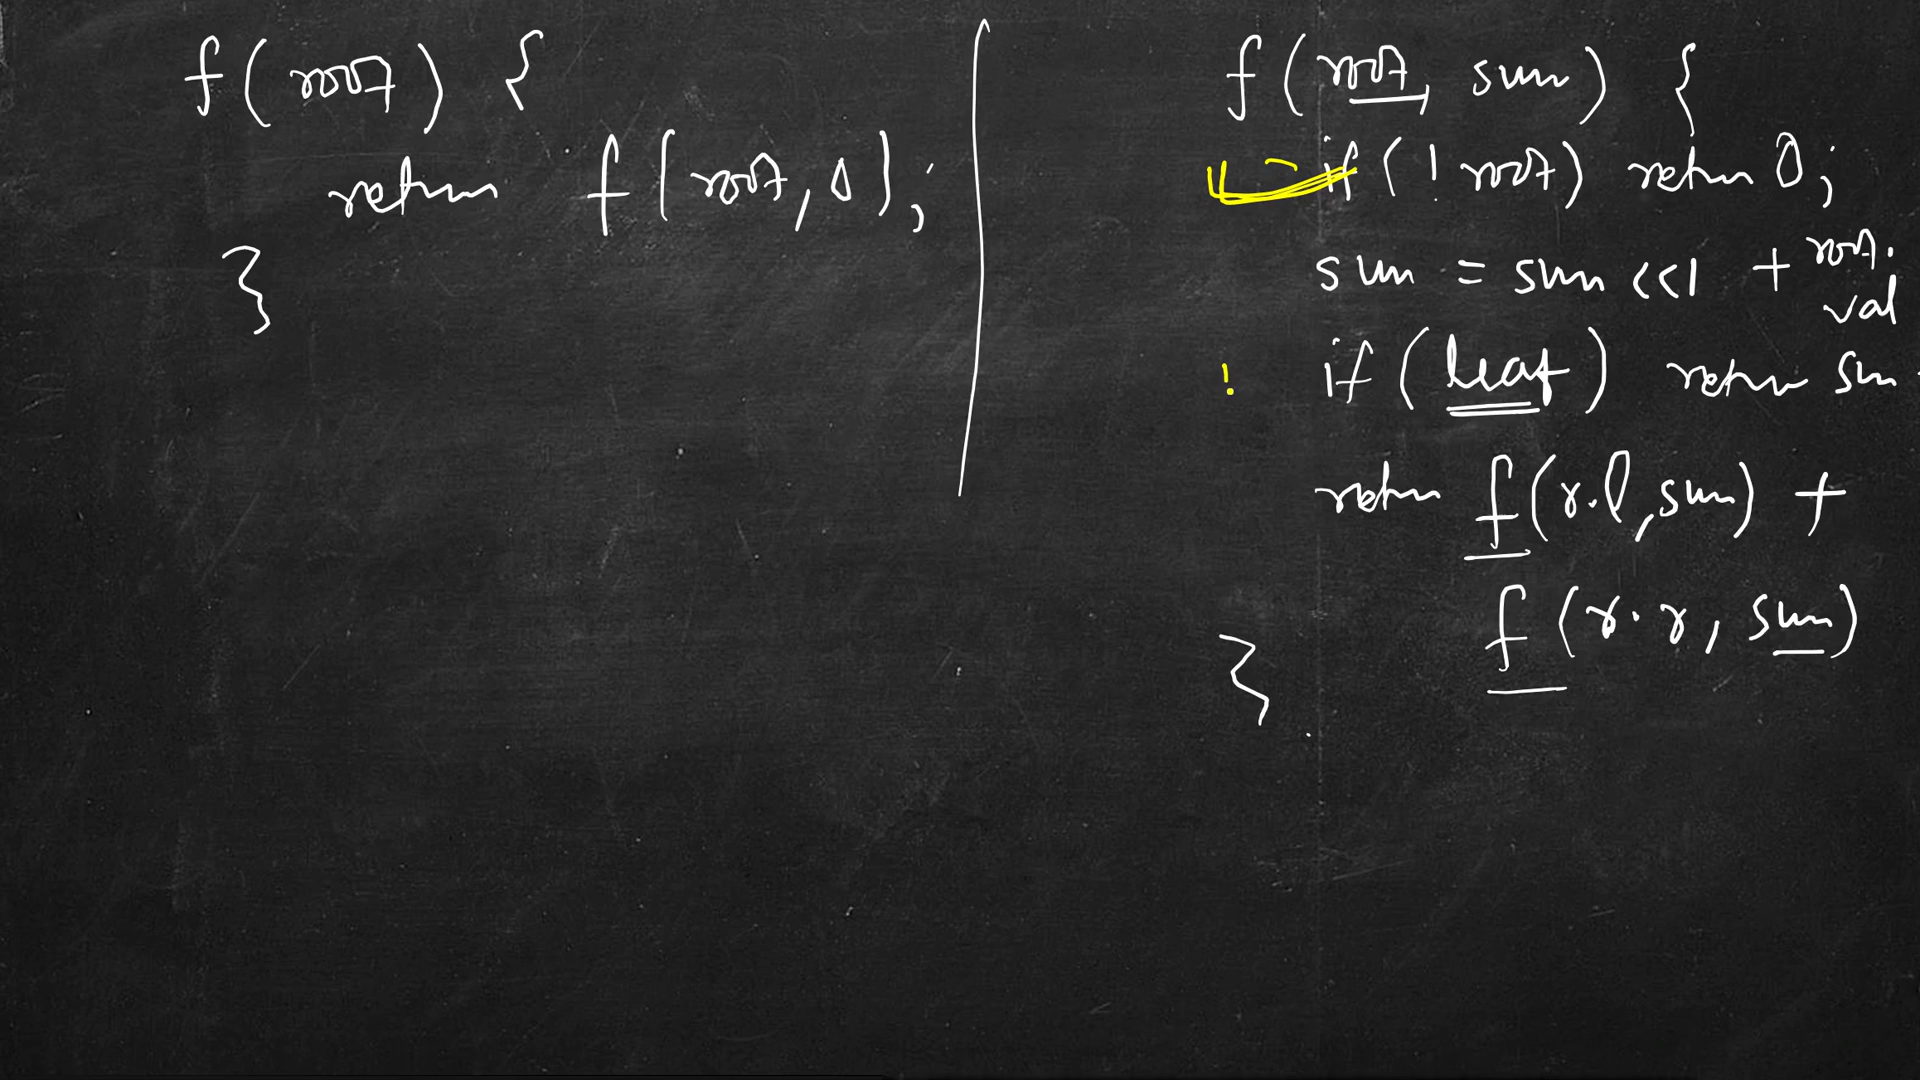 f(root) {
return f(root, 0);
}
f(root, sum) {
if (!root) return 0;
sum = sum <<1 + root.
val
! if (leaf) return sum
return f(r.l, sum) +
f(r.r, sum)
}